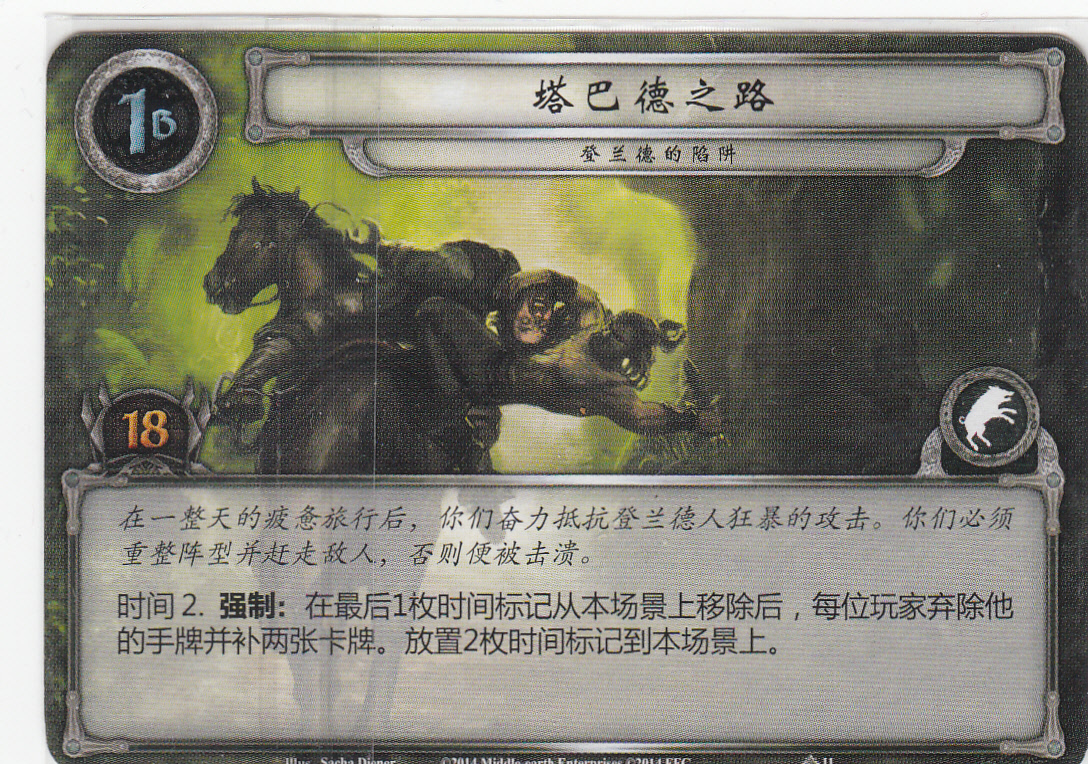 1B
塔巴德之路
登兰德的陷阱
18
在一整天的疲惫旅行后，你们奋力抵抗登兰德人狂暴的攻击。你们必须
重整阵型并赶走敌人，否则便被击溃。
时间 2. 强制：在最后1枚时间标记从本场景上移除后，每位玩家弃除他
的手牌并补两张卡牌。放置2枚时间标记到本场景上。
Illus. Sacha Diener ©2014 Middle-earth Enterprises ©2014 FFG 11